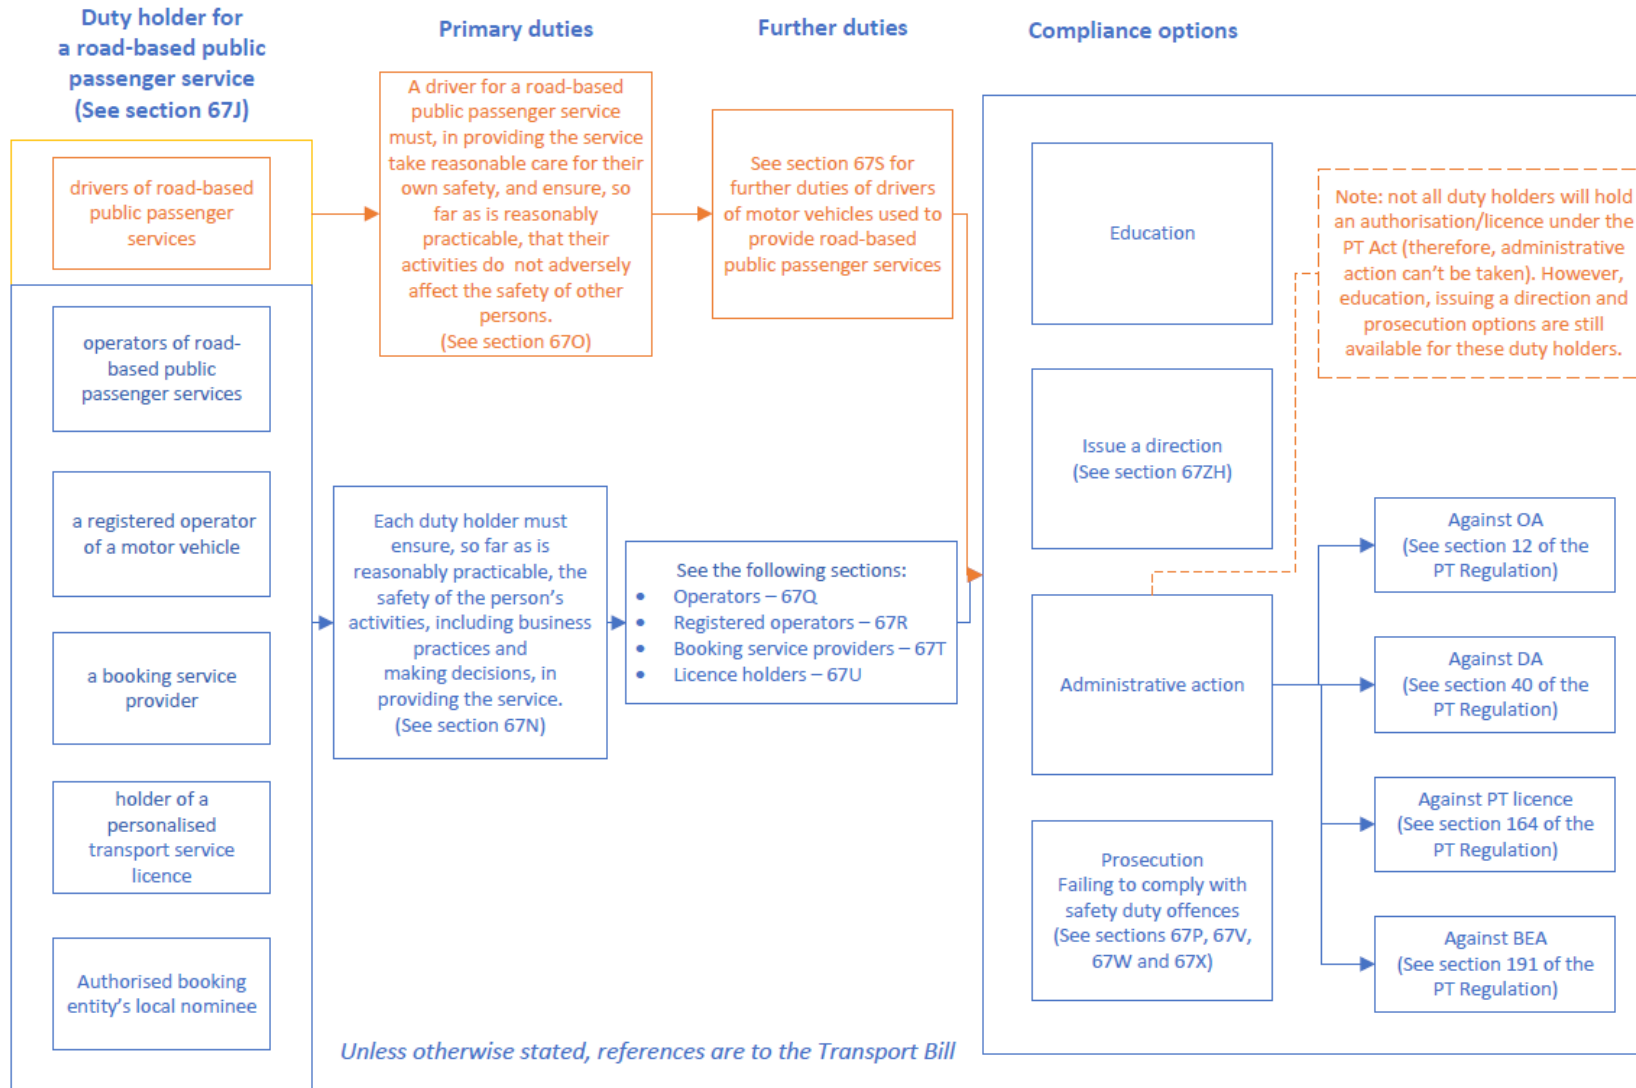 Duty holder for
a road-based public
passenger service
(See section 67J)
Primary duties
Further duties
Compliance options
drivers of road-based
public passenger
services
operators of road-
based public
passenger services
a registered operator
of a motor vehicle
a booking service
provider
holder of a
personalised
transport service
licence
Authorised booking
entity's local nominee
A driver for a road-based
public passenger service
must, in providing the service
take reasonable care for their
own safety, and ensure, so
far as is reasonably
practicable, that their
activities do not adversely
affect the safety of other
persons.
(See section 67O)
Each duty holder must
ensure, so far as is
reasonably practicable, the
safety of the person's
activities, including business
practices and
making decisions, in
providing the service.
(See section 67N)
See section 67S for
further duties of drivers
of motor vehicles used to
provide road-based
public passenger services
See the following sections:
• Operators – 67Q
• Registered operators – 67R
• Booking service providers – 67T
• Licence holders – 67U
Education
Issue a direction
(See section 67ZH)
Administrative action
Prosecution
Failing to comply with
safety duty offences
(See sections 67P, 67V,
67W and 67X)
Note: not all duty holders will hold
an authorisation/licence under the
PT Act (therefore, administrative
action can't be taken). However,
education, issuing a direction and
prosecution options are still
available for these duty holders.
Against OA
(See section 12 of the
PT Regulation)
Against DA
(See section 40 of the
PT Regulation)
Against PT licence
(See section 164 of the
PT Regulation)
Against BEA
(See section 191 of the
PT Regulation)
Unless otherwise stated, references are to the Transport Bill